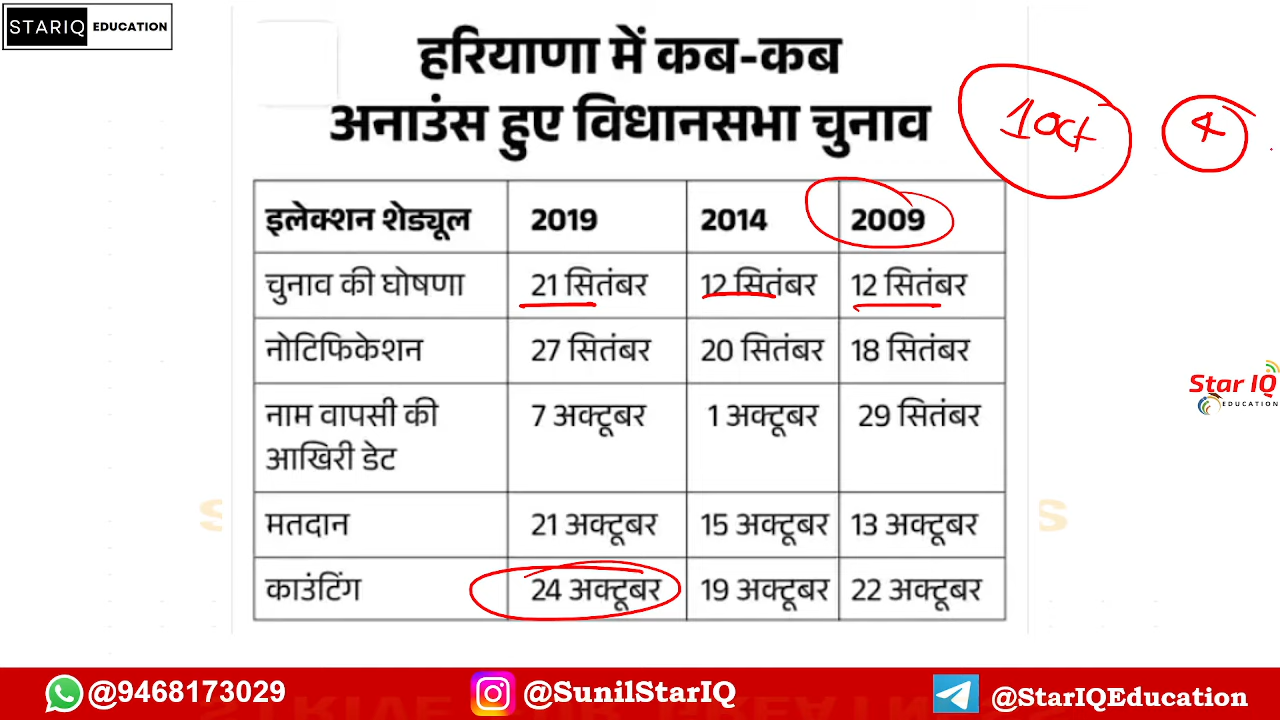 STARIQ EDUCATION
हरियाणा में कब-कब
अनाउंस हुए विधानसभा चुनाव
1 Oct
4
इलेक्शन शेड्यूल 2019 2014 2009
चुनाव की घोषणा 21 सितंबर 12 सितंबर 12 सितंबर
नोटिफिकेशन 27 सितंबर 20 सितंबर 18 सितंबर
नाम वापसी की आखिरी डेट 7 अक्टूबर 1 अक्टूबर 29 सितंबर
मतदान 21 अक्टूबर 15 अक्टूबर 13 अक्टूबर
काउंटिंग 24 अक्टूबर 19 अक्टूबर 22 अक्टूबर
Star IQ
EDUCATION
@9468173029 @SunilStarIQ @StarIQEducation